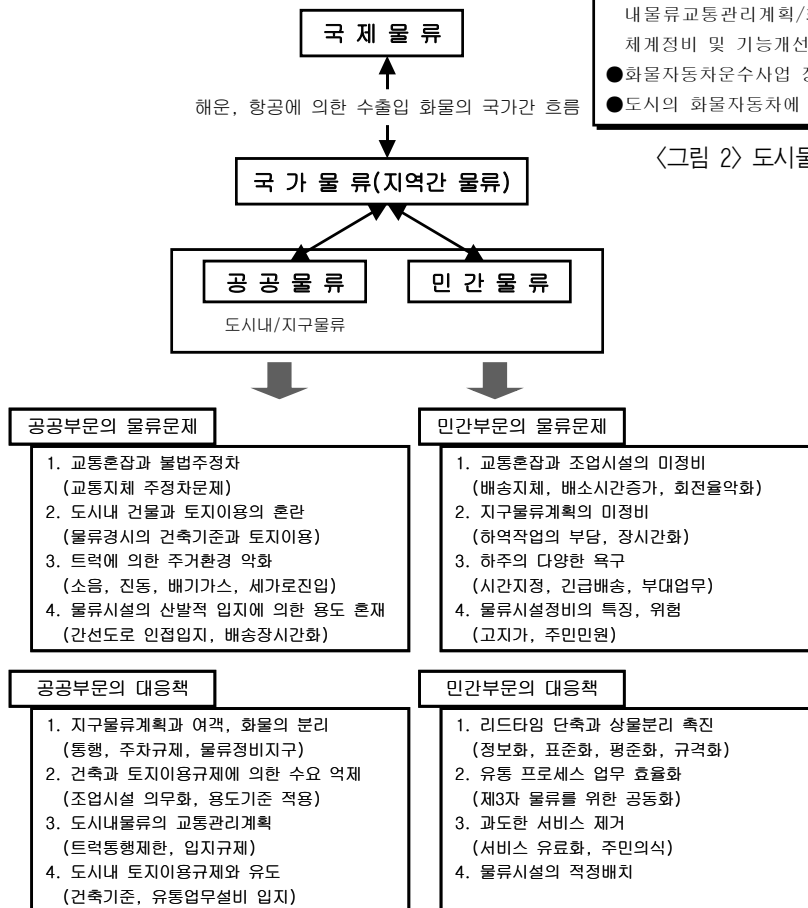 국 제 물 류
해운, 항공에 의한 수출입 화물의 국가간 흐름
국 가 물 류(지역간 물류)
공 공 물 류
민 간 물 류
도시내/지구물류
내물류교통관리계획/
체계정비 및 기능개선
●화물자동차운수사업
●도시의 화물자동차에
〈그림 2〉
공공부문의 물류문제
1. 교통혼잡과 불법주정차
(교통지체 주정차문제)
2. 도시내 건물과 토지이용의 혼란
(물류경시의 건축기준과 토지이용)
3. 트럭에 의한 주거환경 악화
(소음, 진동, 배기가스, 세가로진입)
4. 물류시설의 산발적 입지에 의한 용도 혼재
(간선도로 인접입지, 배송장시간화)
민간부문의 물류문제
1. 교통혼잡과 조업시설의 미정비
(배송지체, 배소시간증가, 회전율악화)
2. 지구물류계획의 미정비
(하역작업의 부담, 장시간화)
3. 하주의 다양한 욕구
(시간지정, 긴급배송, 부대업무)
4. 물류시설정비의 특징, 위험
(고지가, 주민민원)
공공부문의 대응책
1. 지구물류계획과 여객, 화물의 분리
(통행, 주차규제, 물류정비지구)
2. 건축과 토지이용규제에 의한 수요 억제
(조업시설 의무화, 용도기준 적용)
3. 도시내물류의 교통관리계획
(트럭통행제한, 입지규제)
4. 도시내 토지이용규제와 유도
(건축기준, 유통업무설비 입지)
민간부문의 대응책
1. 리드타임 단축과 상물분리 촉진
(정보화, 표준화, 평준화, 규격화)
2. 유통 프로세스 업무 효율화
(제3자 물류를 위한 공동화)
3. 과도한 서비스 제거
(서비스 유료화, 주민의식)
4. 물류시설의 적정배치